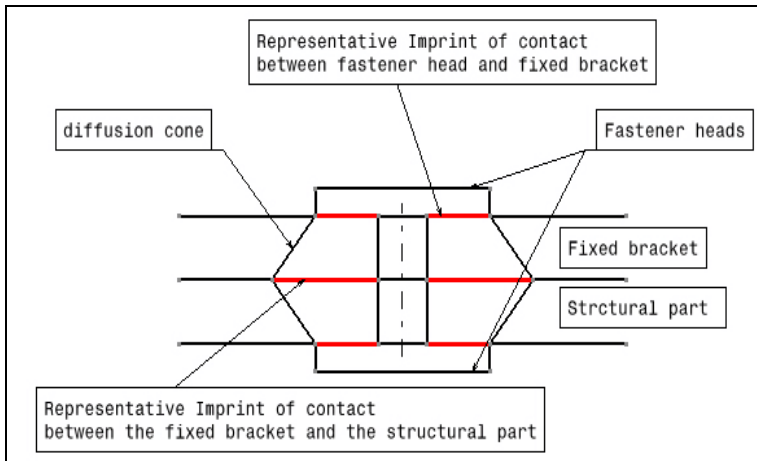 Representative Imprint of contact
between fastener head and fixed bracket
diffusion cone
Fastener heads
Fixed bracket
Strctural part
Representative Imprint of contact
between the fixed bracket and the structural part